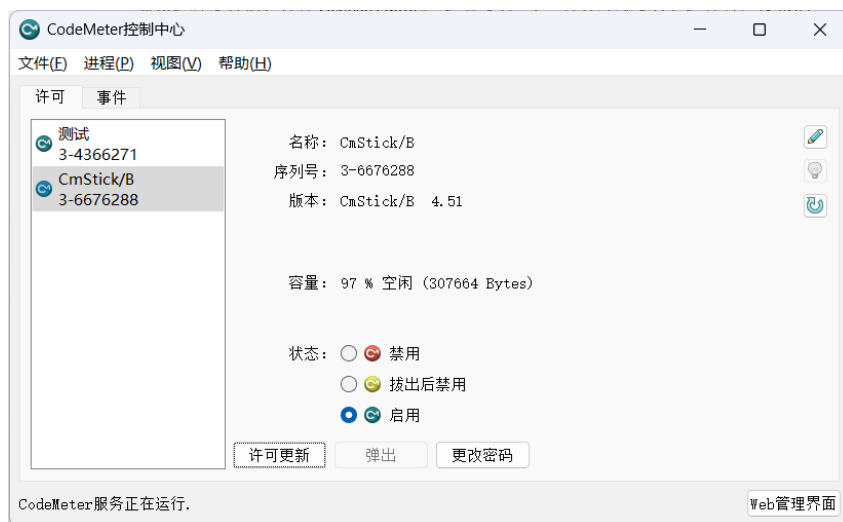 CodeMeter控制中心
文件(F) 进程(P) 视图(V) 帮助(H)
许可 事件
测试
3-4366271
CmStick/B
3-6676288
名称: CmStick/B
序列号: 3-6676288
版本: CmStick/B 4.51
容量: 97 % 空闲 (307664 Bytes)
状态: 禁用
拔出后禁用
启用
许可更新 弹出 更改密码
CodeMeter服务正在运行.
Web管理界面